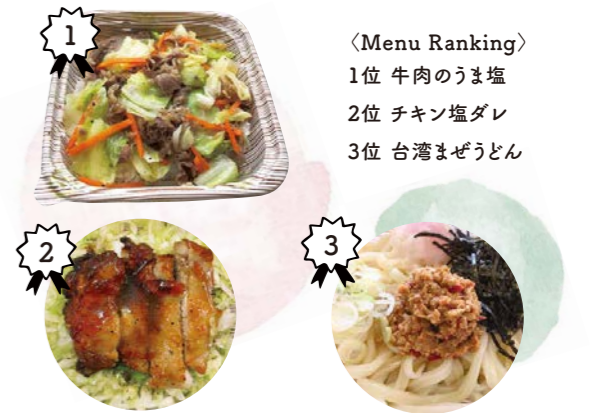 1
〈Menu Ranking〉
1位 牛肉のうま塩
2位 チキン塩ダレ
3位 台湾まぜうどん
2
3